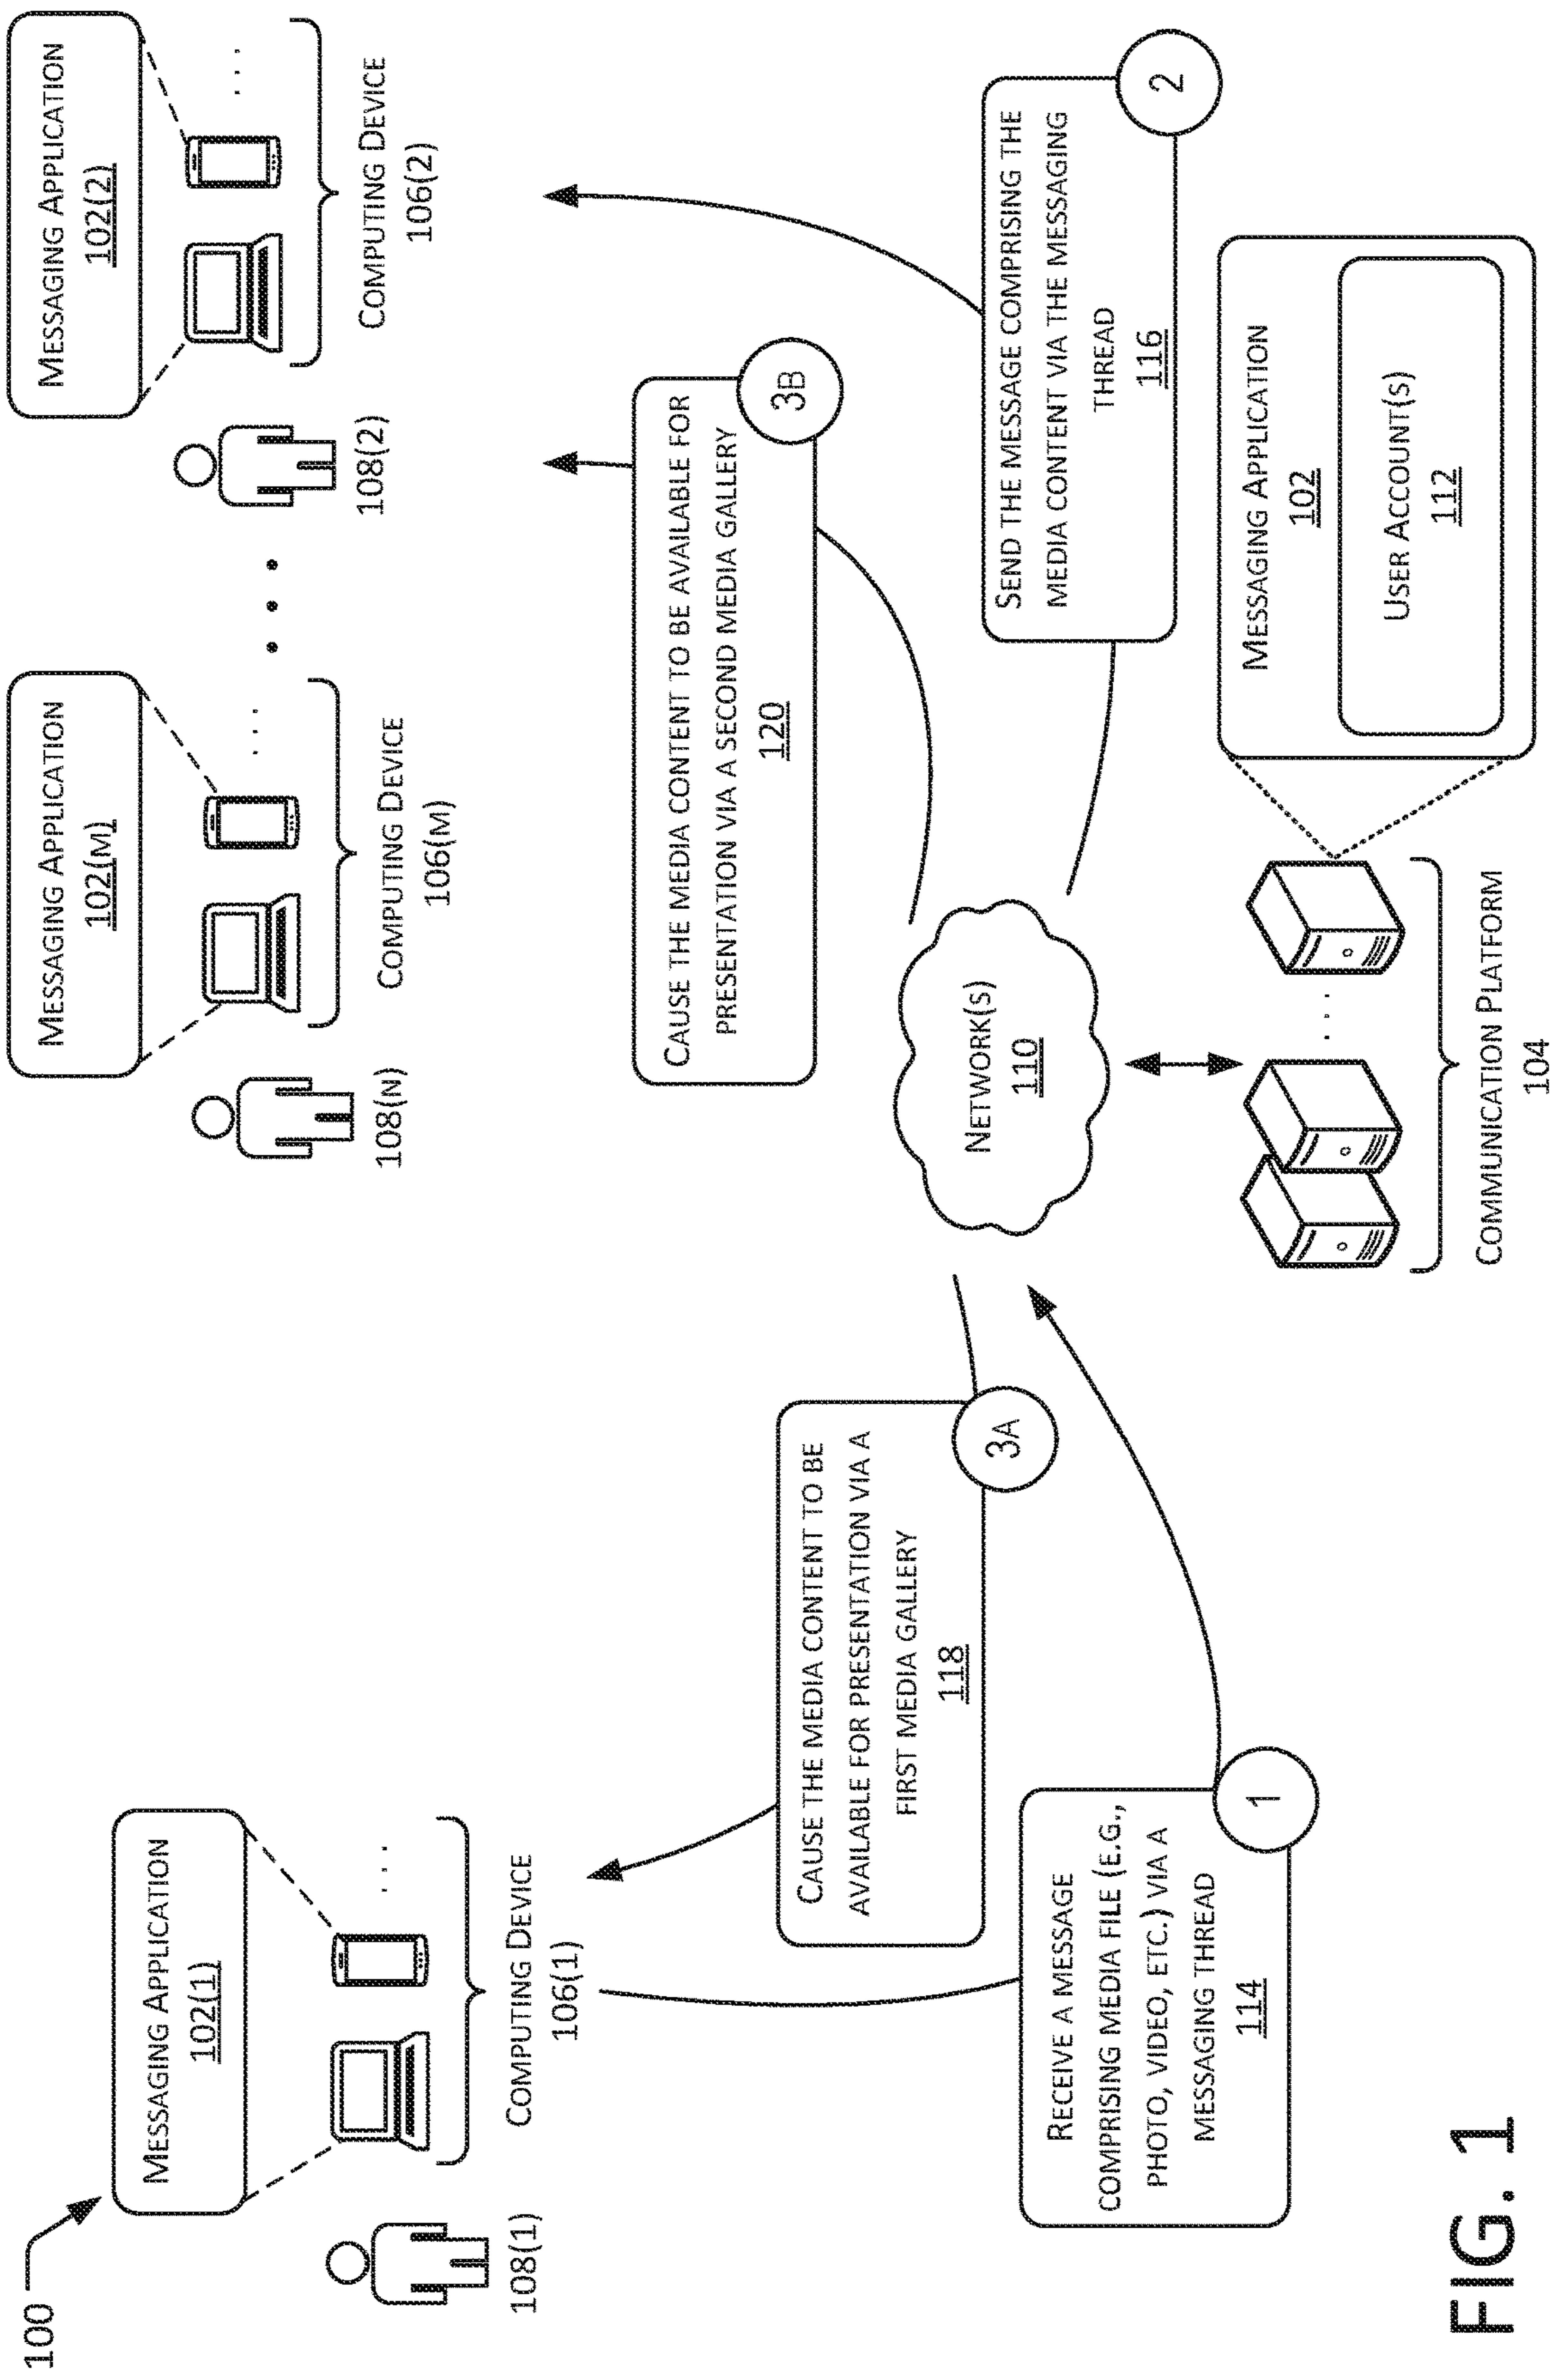 100
MESSAGING APPLICATION
102(1)
108(1)
. . .
COMPUTING DEVICE
106(1)
MESSAGING APPLICATION
102(M)
108(N)
. . .
COMPUTING DEVICE
106(M)
. . .
MESSAGING APPLICATION
102(2)
108(2)
. . .
COMPUTING DEVICE
106(2)
CAUSE THE MEDIA CONTENT TO BE
AVAILABLE FOR PRESENTATION VIA A
FIRST MEDIA GALLERY
118
3A
CAUSE THE MEDIA CONTENT TO BE AVAILABLE FOR
PRESENTATION VIA A SECOND MEDIA GALLERY
120
3B
RECEIVE A MESSAGE
COMPRISING MEDIA FILE (E.G.,
PHOTO, VIDEO, ETC.) VIA A
MESSAGING THREAD
114
1
NETWORK(S)
110
SEND THE MESSAGE COMPRISING THE
MEDIA CONTENT VIA THE MESSAGING
THREAD
116
2
. . .
COMMUNICATION PLATFORM
104
MESSAGING APPLICATION
102
USER ACCOUNT(S)
112
FIG. 1